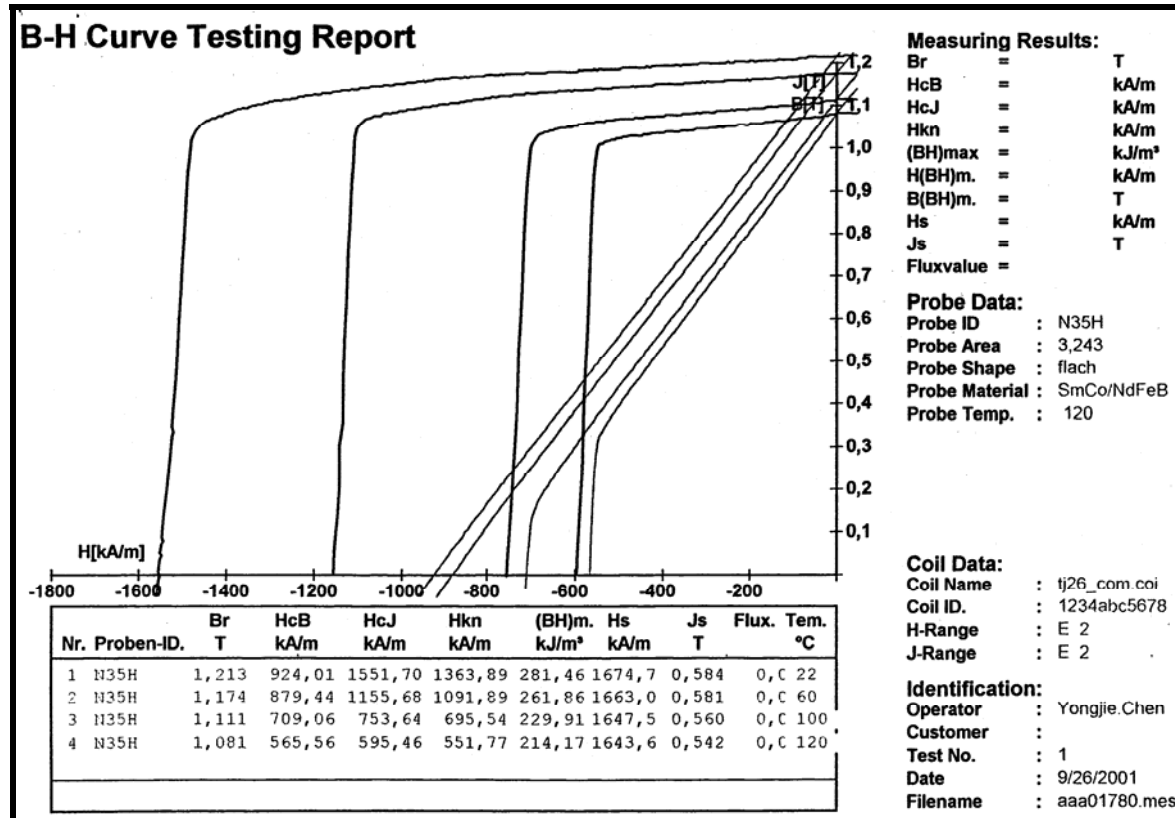 B-H Curve Testing Report
1,2
J[T]
B[T]
1,1
1,0
0,9
0,8
0,7
0,6
0,5
0,4
0,3
0,2
0,1
H[kA/m]
-1800 -1600 -1400 -1200 -1000 -800 -600 -400 -200
Br HcB HcJ Hkn (BH)m. Hs Js Flux. Tem.
Nr. Proben-ID. T kA/m kA/m kA/m kJ/m³ kA/m T °C
1 N35H 1,213 924,01 1551,70 1363,89 281,46 1674,7 0,584 0,0 22
2 N35H 1,174 879,44 1155,68 1091,89 261,86 1663,0 0,581 0,0 60
3 N35H 1,111 709,06 753,64 695,54 229,91 1647,5 0,560 0,0 100
4 N35H 1,081 565,56 595,46 551,77 214,17 1643,6 0,542 0,0 120
Measuring Results:
Br = T
HcB = kA/m
HcJ = kA/m
Hkn = kA/m
(BH)max = kJ/m³
H(BH)m. = kA/m
B(BH)m. = T
Hs = kA/m
Js = T
Fluxvalue =
Probe Data:
Probe ID : N35H
Probe Area : 3,243
Probe Shape : flach
Probe Material : SmCo/NdFeB
Probe Temp. : 120
Coil Data:
Coil Name : tj26_com.coi
Coil ID. : 1234abc5678
H-Range : E 2
J-Range : E 2
Identification:
Operator : Yongjie.Chen
Customer :
Test No. : 1
Date : 9/26/2001
Filename : aaa01780.mes